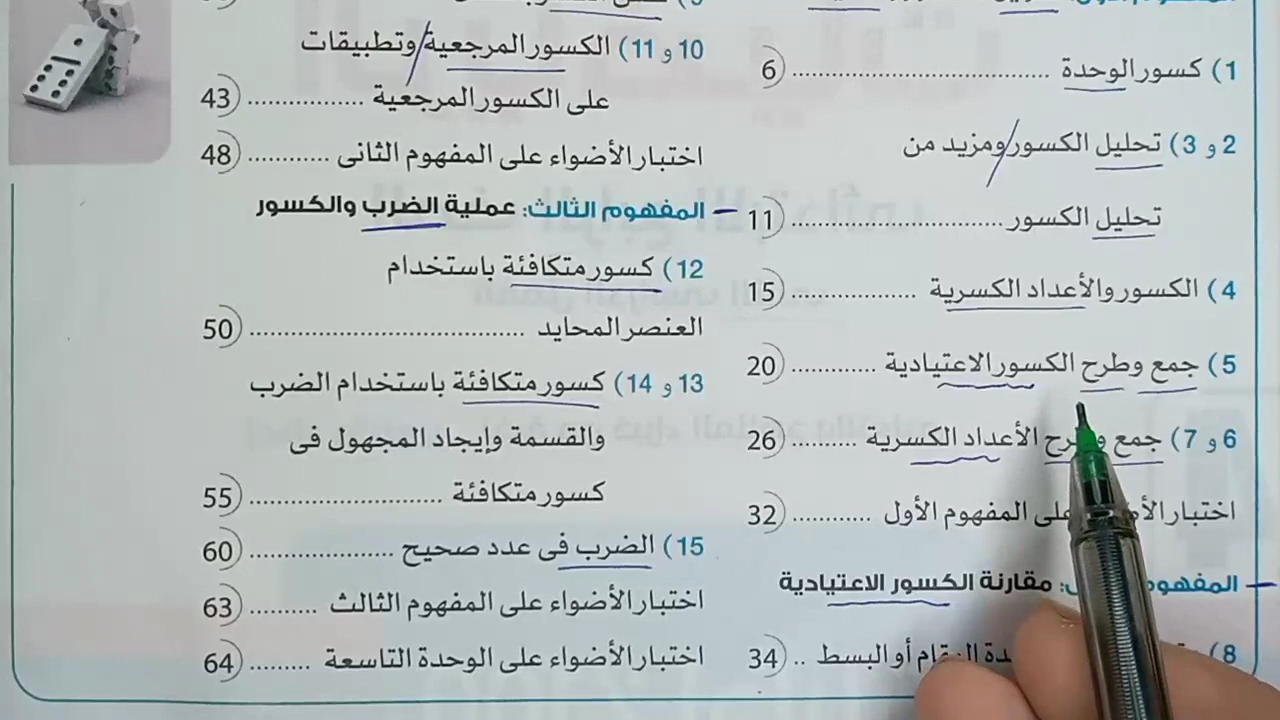 1) كسور الوحدة ........ 6
2 و 3) تحليل الكسور ومزيد من
تحليل الكسور ........ 11
4) الكسور والأعداد الكسرية ........ 15
5) جمع وطرح الكسور الاعتيادية ........ 20
6 و 7) جمع وطرح الأعداد الكسرية ........ 26
اختبار على المفهوم الأول ........ 32
المفهوم : مقارنة الكسور الاعتيادية
8) المقام أو البسط .. 34
10 و 11) الكسور المرجعية وتطبيقات
على الكسور المرجعية ........ 43
اختبار الأضواء على المفهوم الثانى ........ 48
المفهوم الثالث: عملية الضرب والكسور
12) كسور متكافئة باستخدام
العنصر المحايد ........ 50
13 و 14) كسور متكافئة باستخدام الضرب
والقسمة وإيجاد المجهول فى
كسور متكافئة ........ 55
15) الضرب فى عدد صحيح ........ 60
اختبار الأضواء على المفهوم الثالث ........ 63
اختبار الأضواء على الوحدة التاسعة ........ 64